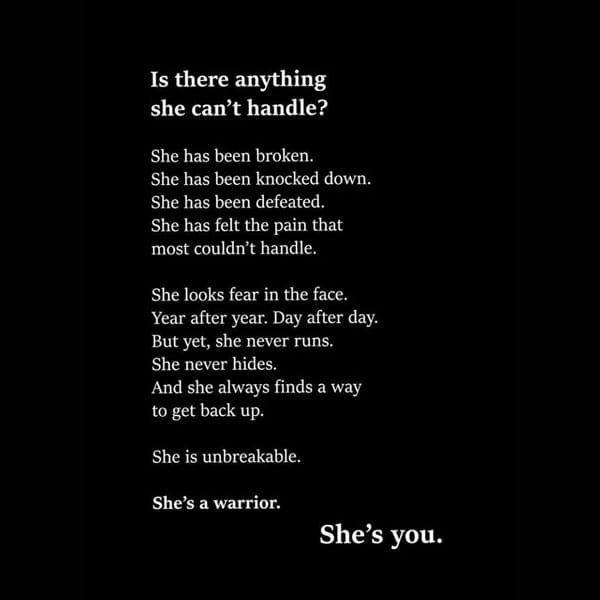 Is there anything
she can’t handle?
She has been broken.
She has been knocked down.
She has been defeated.
She has felt the pain that
most couldn’t handle.
She looks fear in the face.
Year after year. Day after day.
But yet, she never runs.
She never hides.
And she always finds a way
to get back up.
She is unbreakable.
She’s a warrior.
She’s you.